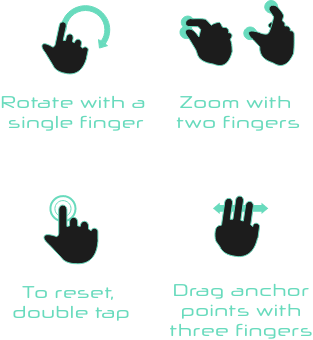 Rotate with a
single finger
Zoom with
two fingers
To reset,
double tap
Drag anchor
points with
three fingers